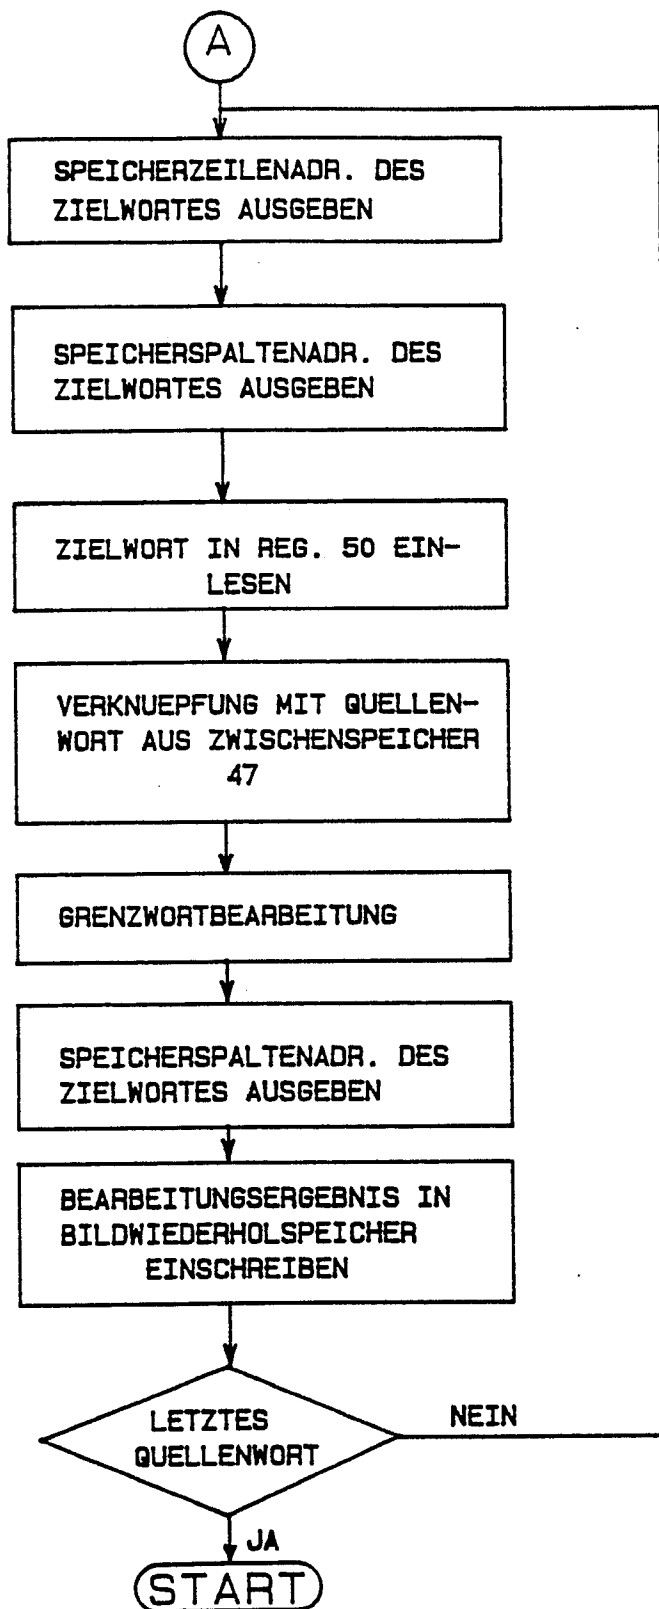 A
SPEICHERZEILENADR. DES
ZIELWORTES AUSGEBEN
SPEICHERSPALTENADR. DES
ZIELWORTES AUSGEBEN
ZIELWORT IN REG. 50 EIN-
LESEN
VERKNUEPFUNG MIT QUELLEN-
WORT AUS ZWISCHENSPEICHER
47
GRENZWORTBEARBEITUNG
SPEICHERSPALTENADR. DES
ZIELWORTES AUSGEBEN
BEARBEITUNGSERGEBNIS IN
BILDWIEDERHOLSPEICHER
EINSCHREIBEN
LETZTES
QUELLENWORT
NEIN
JA
START